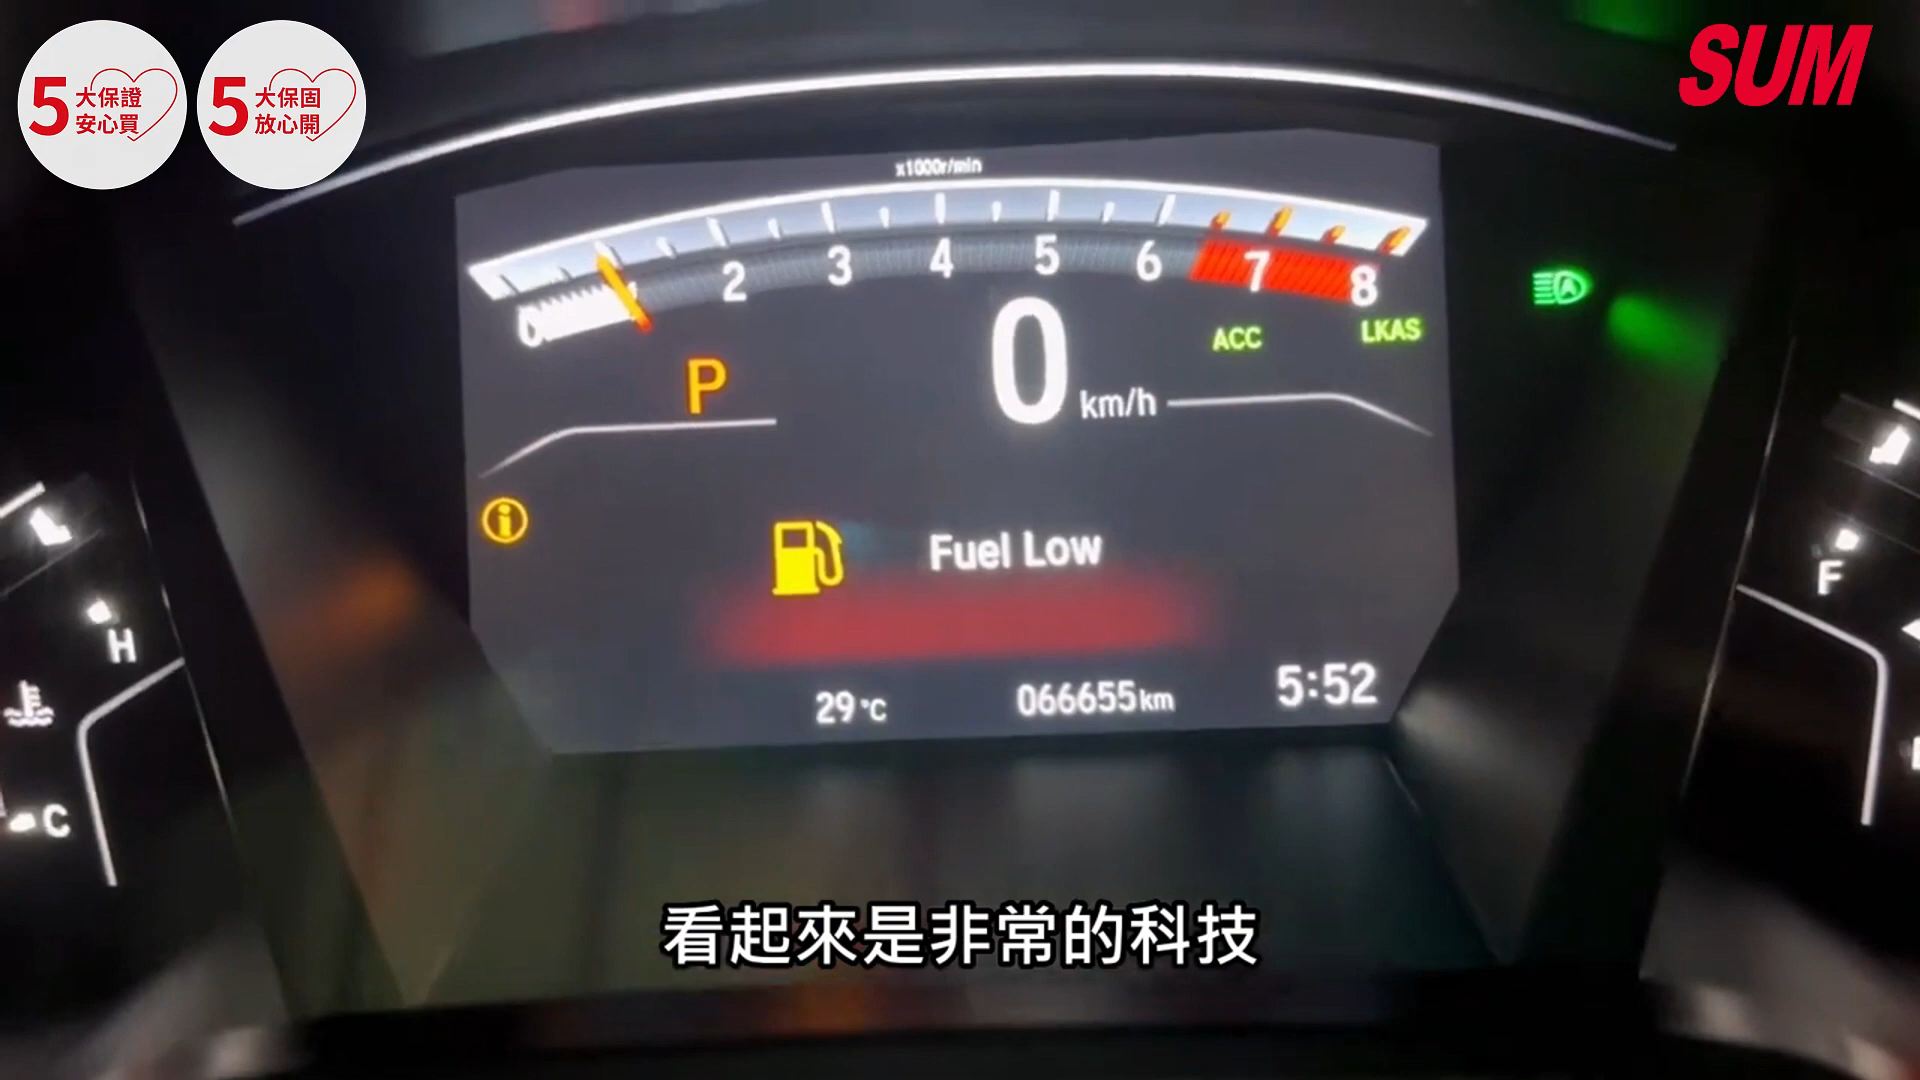 5大保證
安心買
5大保固
放心開
SUM
x1000r/min
0 1 2 3 4 5 6 7 8
P
0 km/h
ACC
LKAS
A
Fuel Low
H
C
F
29°C
066655km
5:52
看起來是非常的科技